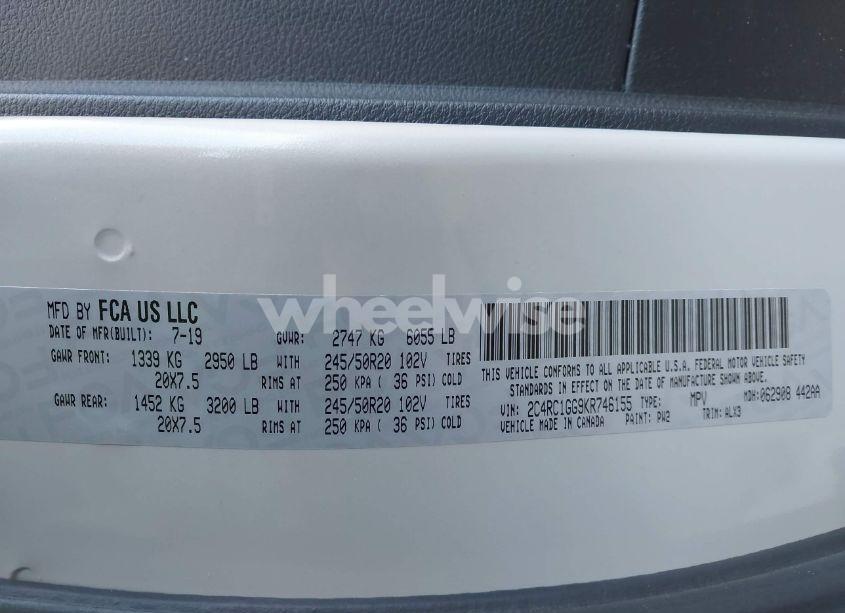 wheelwise
MFD BY FCA US LLC
DATE OF MFR(BUILT): 7-19 GVWR: 2747 KG 6055 LB
GAWR FRONT: 1339 KG 2950 LB WITH 245/50R20 102V TIRES
20X7.5 RIMS AT 250 KPA ( 36 PSI) COLD
GAWR REAR: 1452 KG 3200 LB WITH 245/50R20 102V TIRES
20X7.5 RIMS AT 250 KPA ( 36 PSI) COLD
THIS VEHICLE CONFORMS TO ALL APPLICABLE U.S.A. FEDERAL MOTOR VEHICLE SAFETY
STANDARDS IN EFFECT ON THE DATE OF MANUFACTURE SHOWN ABOVE.
VIN: 2C4RC1GG9KR746155 TYPE: MPV MDH:062908 442AA
VEHICLE MADE IN CANADA PAINT: PW2 TRIM: ALX3